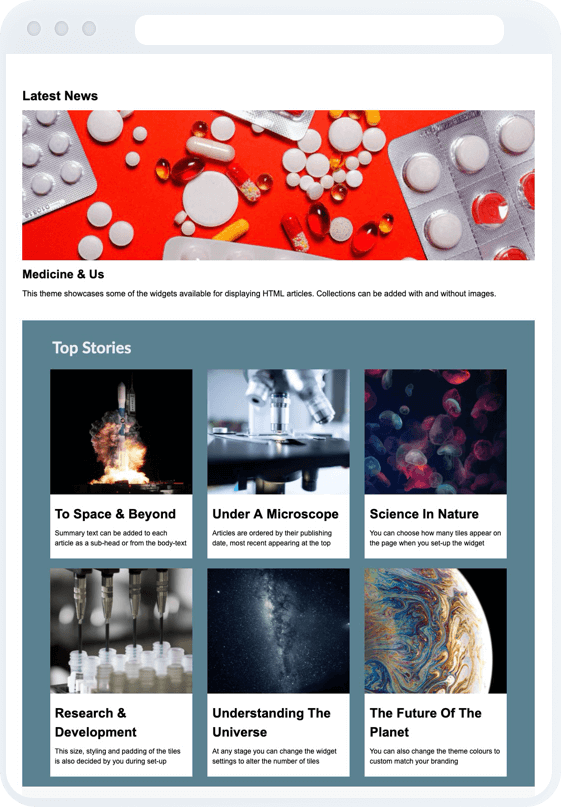 Latest News
Medicine & Us
This theme showcases some of the widgets available for displaying HTML articles. Collections can be added with and without images.
Top Stories
To Space & Beyond
Summary text can be added to each
article as a sub-head or from the body-text
Under A Microscope
Articles are ordered by their publishing
date, most recent appearing at the top
Science In Nature
You can choose how many tiles appear on
the page when you set-up the widget
Research &
Development
This size, styling and padding of the tiles
is also decided by you during set-up
Understanding The
Universe
At any stage you can change the widget
settings to alter the number of tiles
The Future Of The
Planet
You can also change the theme colours to
custom match your branding